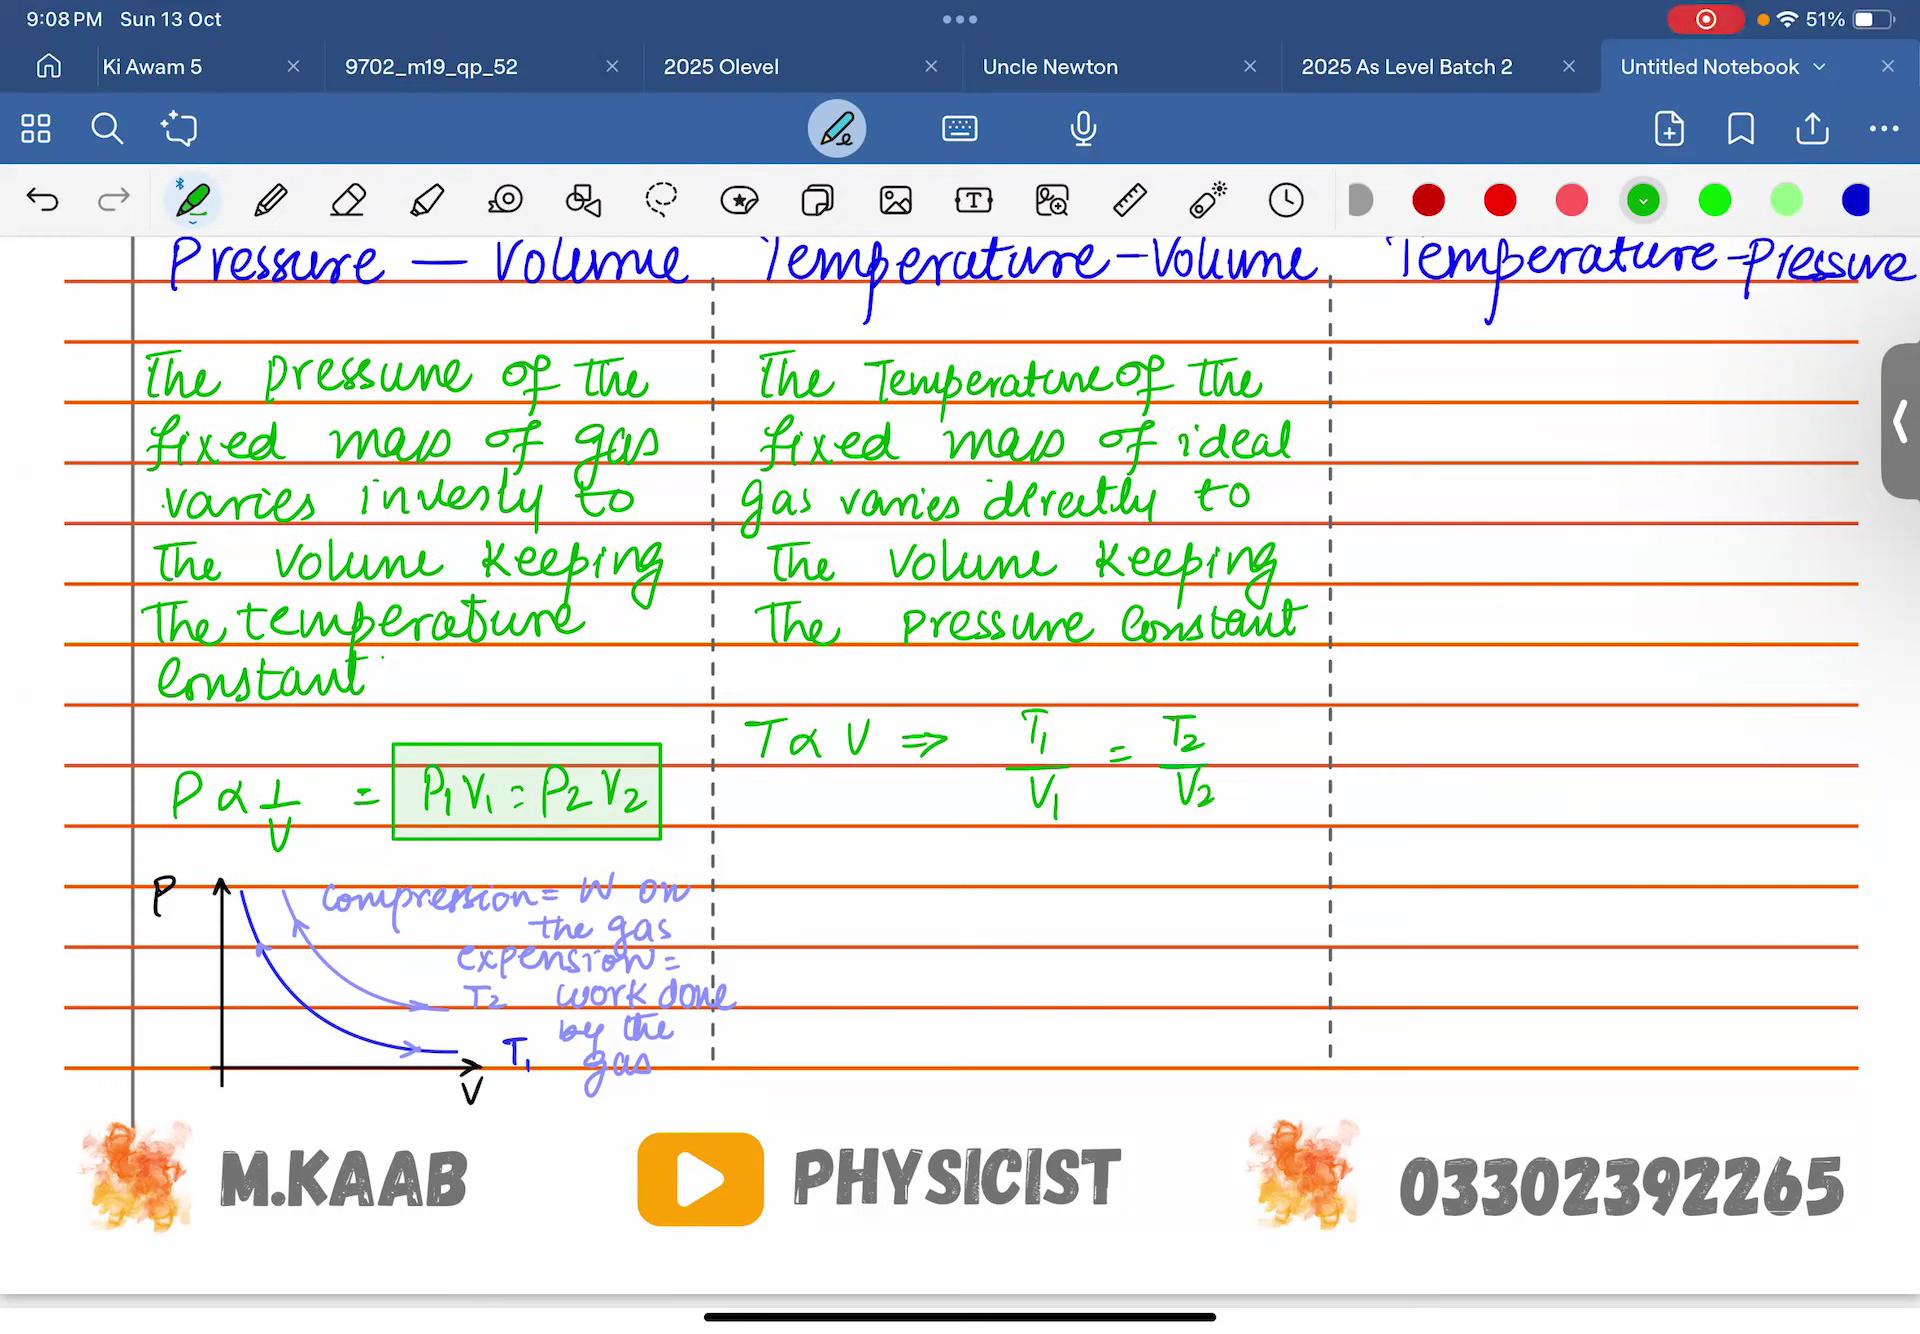 9:08 PM Sun 13 Oct
51%
Ki Awam 5
9702_m19_qp_52
2025 Olevel
Uncle Newton
2025 As Level Batch 2
Untitled Notebook
Pressure — Volume
Temperature-Volume
Temperature-Pressure
The pressure of the
fixed mass of gas
varies inversly to
The volume keeping
The temperature
constant
P ∝ 1/V = P₁V₁ = P₂V₂
P
compression = W on
the gas
expension =
T₂ work done
by the
T₁ gas
V
The Temperature of the
fixed mass of ideal
gas varies directly to
The volume keeping
The pressure constant
T ∝ V ⇒ T₁/V₁ = T₂/V₂
M.KAAB
PHYSICIST
03302392265